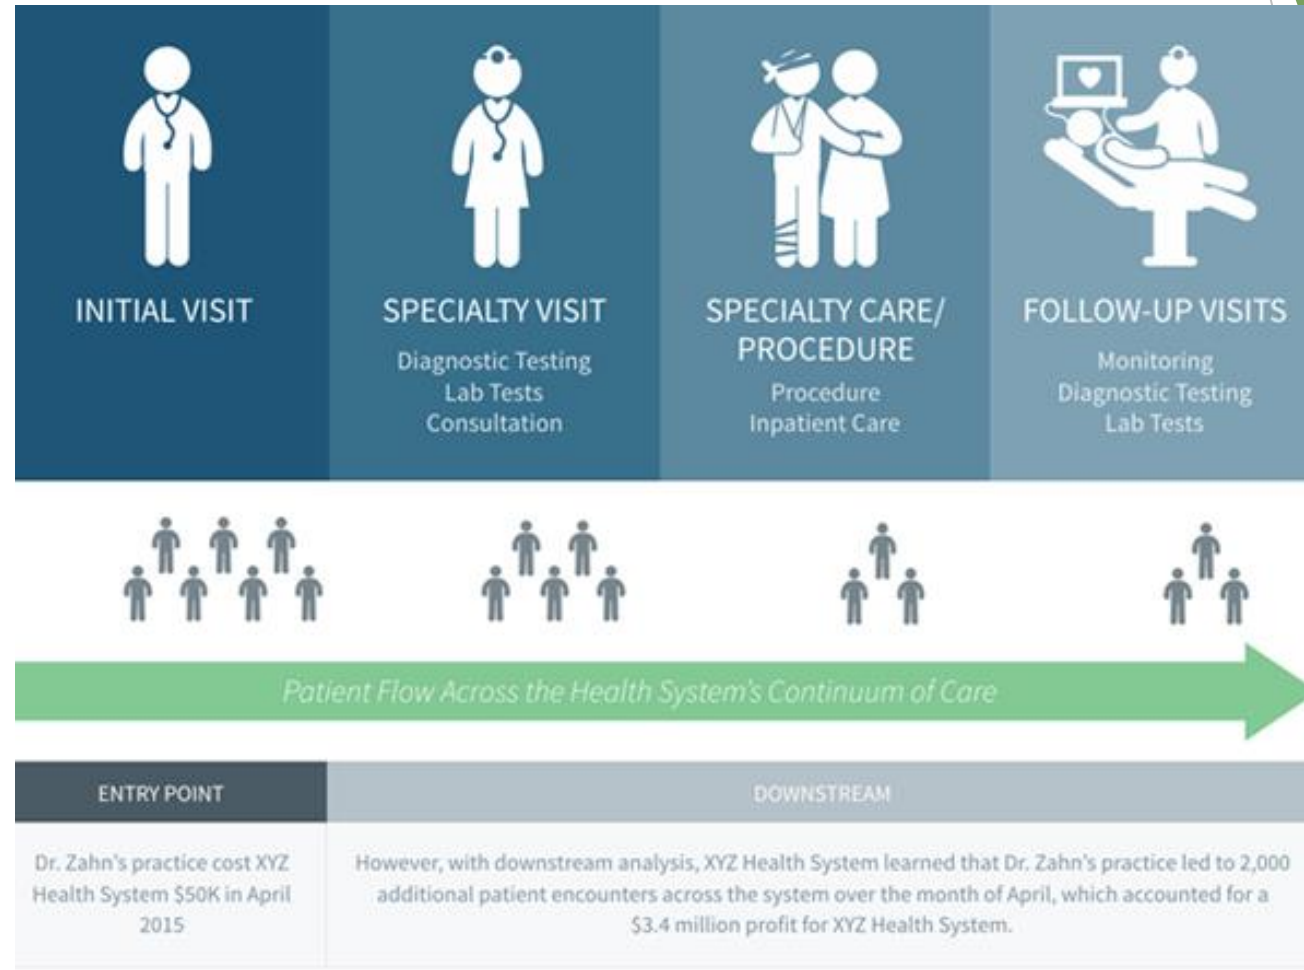 INITIAL VISIT
SPECIALTY VISIT
Diagnostic Testing
Lab Tests
Consultation
SPECIALTY CARE/
PROCEDURE
Procedure
Inpatient Care
FOLLOW-UP VISITS
Monitoring
Diagnostic Testing
Lab Tests
Patient Flow Across the Health System's Continuum of Care
ENTRY POINT
Dr. Zahn's practice cost XYZ
Health System $50K in April
2015
DOWNSTREAM
However, with downstream analysis, XYZ Health System learned that Dr. Zahn's practice led to 2,000
additional patient encounters across the system over the month of April, which accounted for a
$3.4 million profit for XYZ Health System.